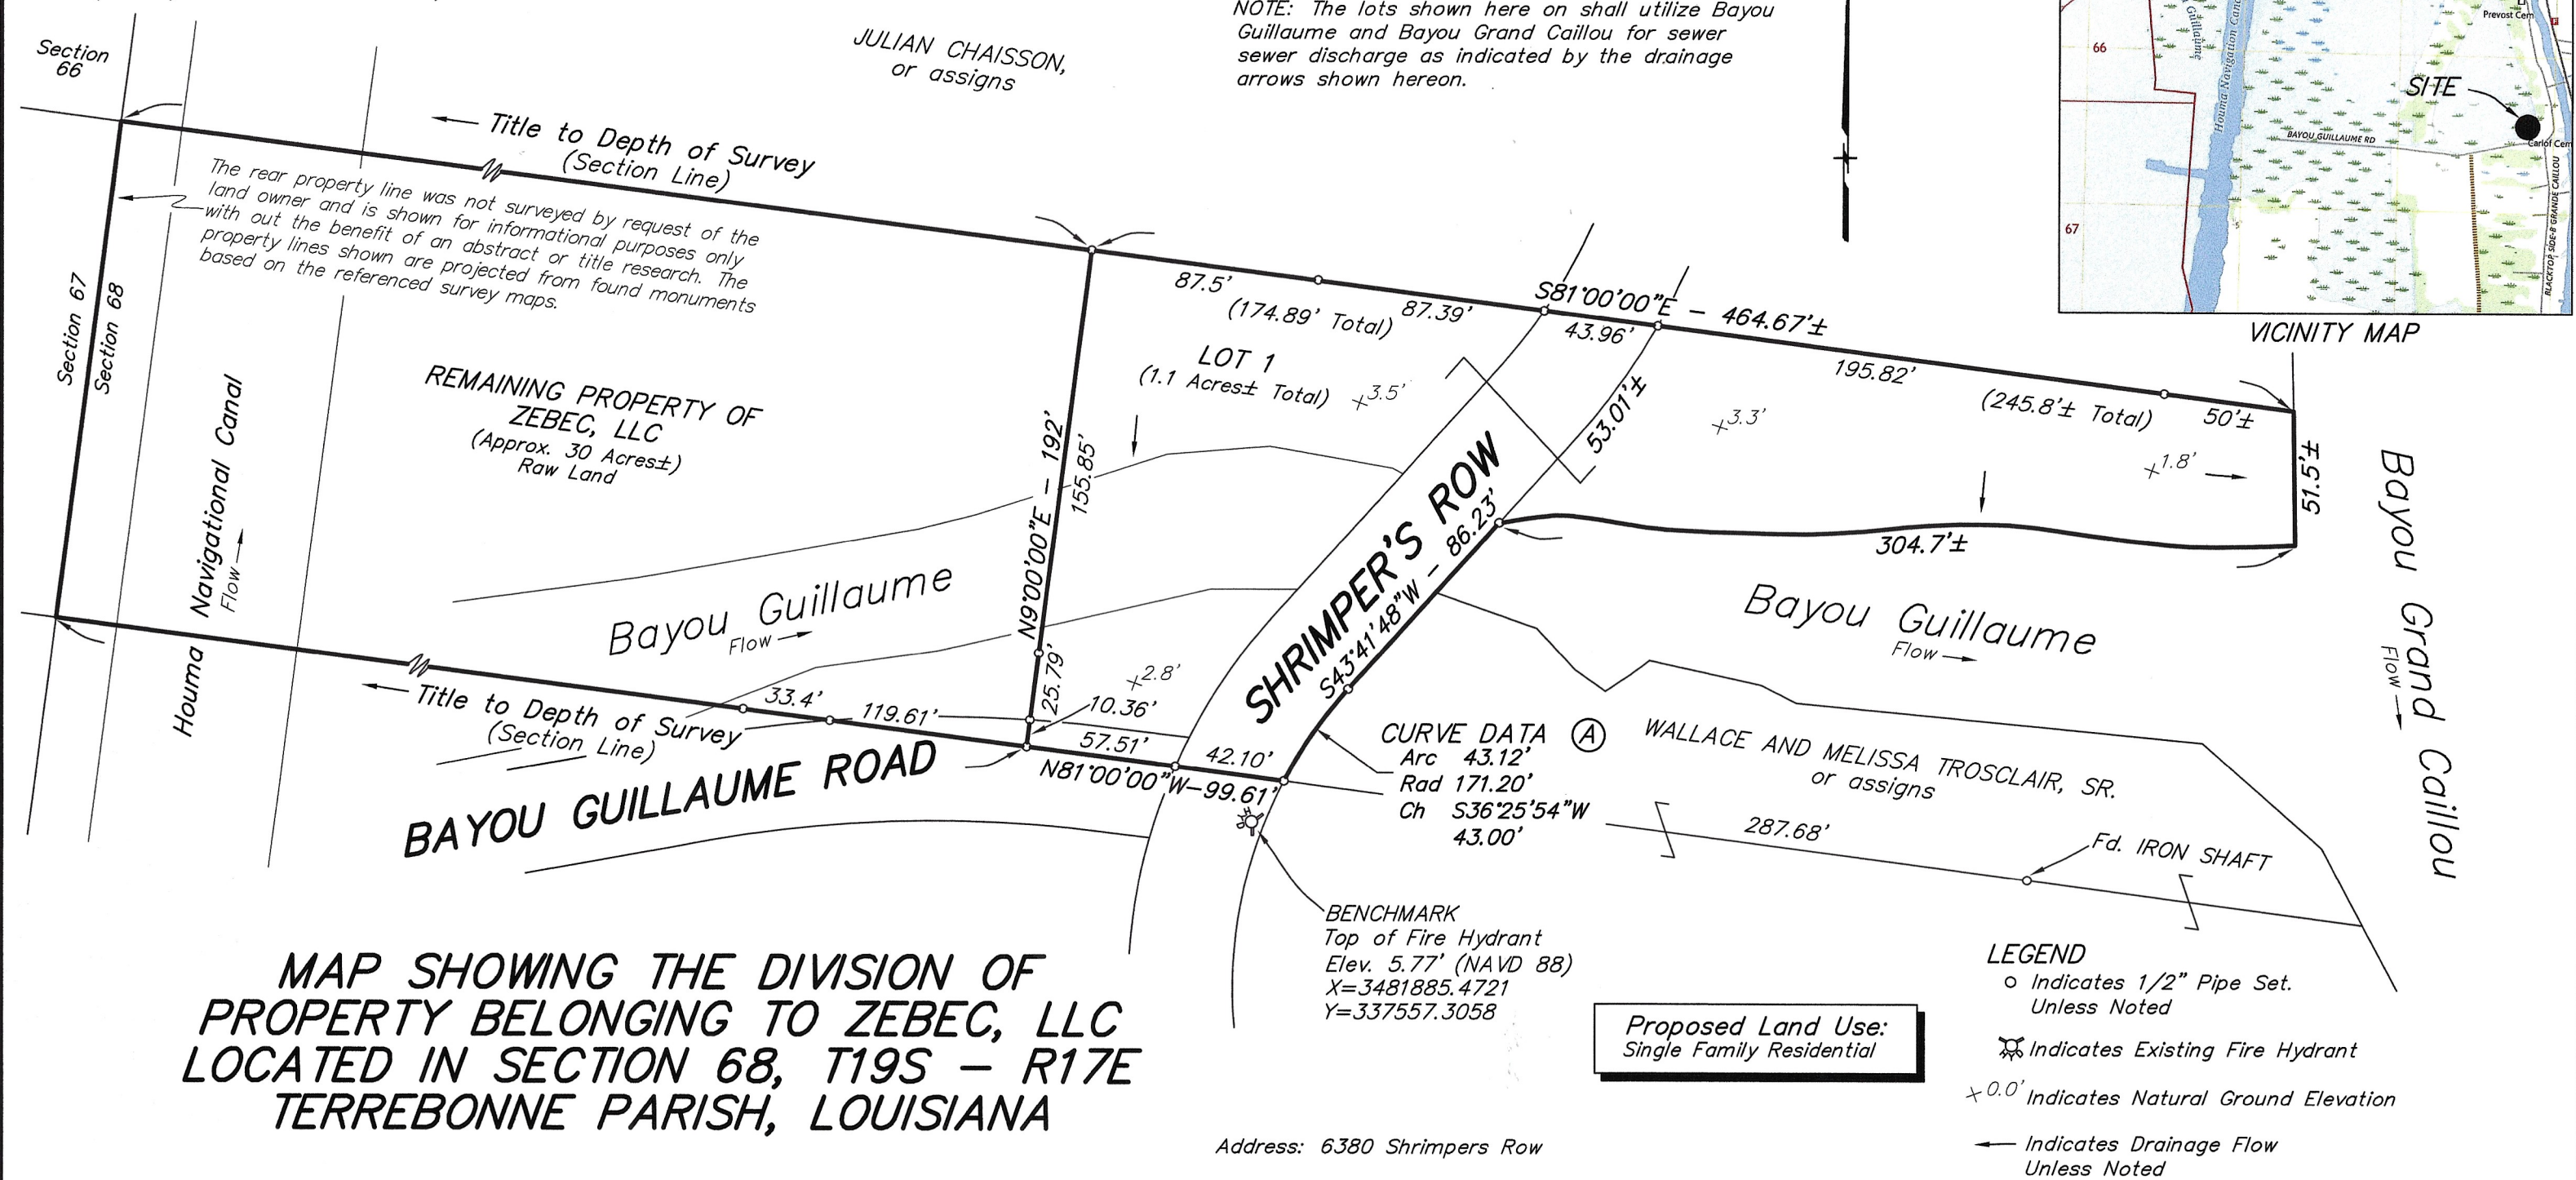 Section
66
JULIAN CHAISSON,
or assigns
NOTE: The lots shown here on shall utilize Bayou
Guillaume and Bayou Grand Caillou for sewer
sewer discharge as indicated by the drainage
arrows shown hereon.
66
67
Guillaume
Houma Navigation Canal
Prevost Cem
SITE
BAYOU GUILLAUME RD
Carlof Cem
BLACKTOP SIDE-B GRANDE CAILLOU
VICINITY MAP
Title to Depth of Survey
(Section Line)
The rear property line was not surveyed by request of the
land owner and is shown for informational purposes only
with out the benefit of an abstract or title research. The
property lines shown are projected from found monuments
based on the referenced survey maps.
Section 67
Section 68
Houma Navigational Canal
Flow
REMAINING PROPERTY OF
ZEBEC, LLC
(Approx. 30 Acres±)
Raw Land
87.5'
(174.89' Total)
87.39'
S81°00'00"E - 464.67'±
43.96'
195.82'
(245.8'± Total)
50'±
LOT 1
(1.1 Acres± Total)
+3.5'
+3.3'
+1.8'
53.01'±
51.5'±
N9°00'00"E - 192'
155.85'
25.79'
SHRIMPER'S ROW
S43°41'48"W - 86.23'
304.7'±
Bayou Guillaume
Flow
Bayou Guillaume
Flow
Bayou Grand Caillou
Flow
+2.8'
10.36'
33.4'
119.61'
57.51'
42.10'
N81°00'00"W-99.61'
Title to Depth of Survey
(Section Line)
BAYOU GUILLAUME ROAD
CURVE DATA A
Arc 43.12'
Rad 171.20'
Ch S36°25'54"W
43.00'
WALLACE AND MELISSA TROSCLAIR, SR.
or assigns
287.68'
Fd. IRON SHAFT
BENCHMARK
Top of Fire Hydrant
Elev. 5.77' (NAVD 88)
X=3481885.4721
Y=337557.3058
MAP SHOWING THE DIVISION OF
PROPERTY BELONGING TO ZEBEC, LLC
LOCATED IN SECTION 68, T19S - R17E
TERREBONNE PARISH, LOUISIANA
Proposed Land Use:
Single Family Residential
LEGEND
Indicates 1/2" Pipe Set.
Unless Noted
Indicates Existing Fire Hydrant
+0.0' Indicates Natural Ground Elevation
Indicates Drainage Flow
Unless Noted
Address: 6380 Shrimpers Row